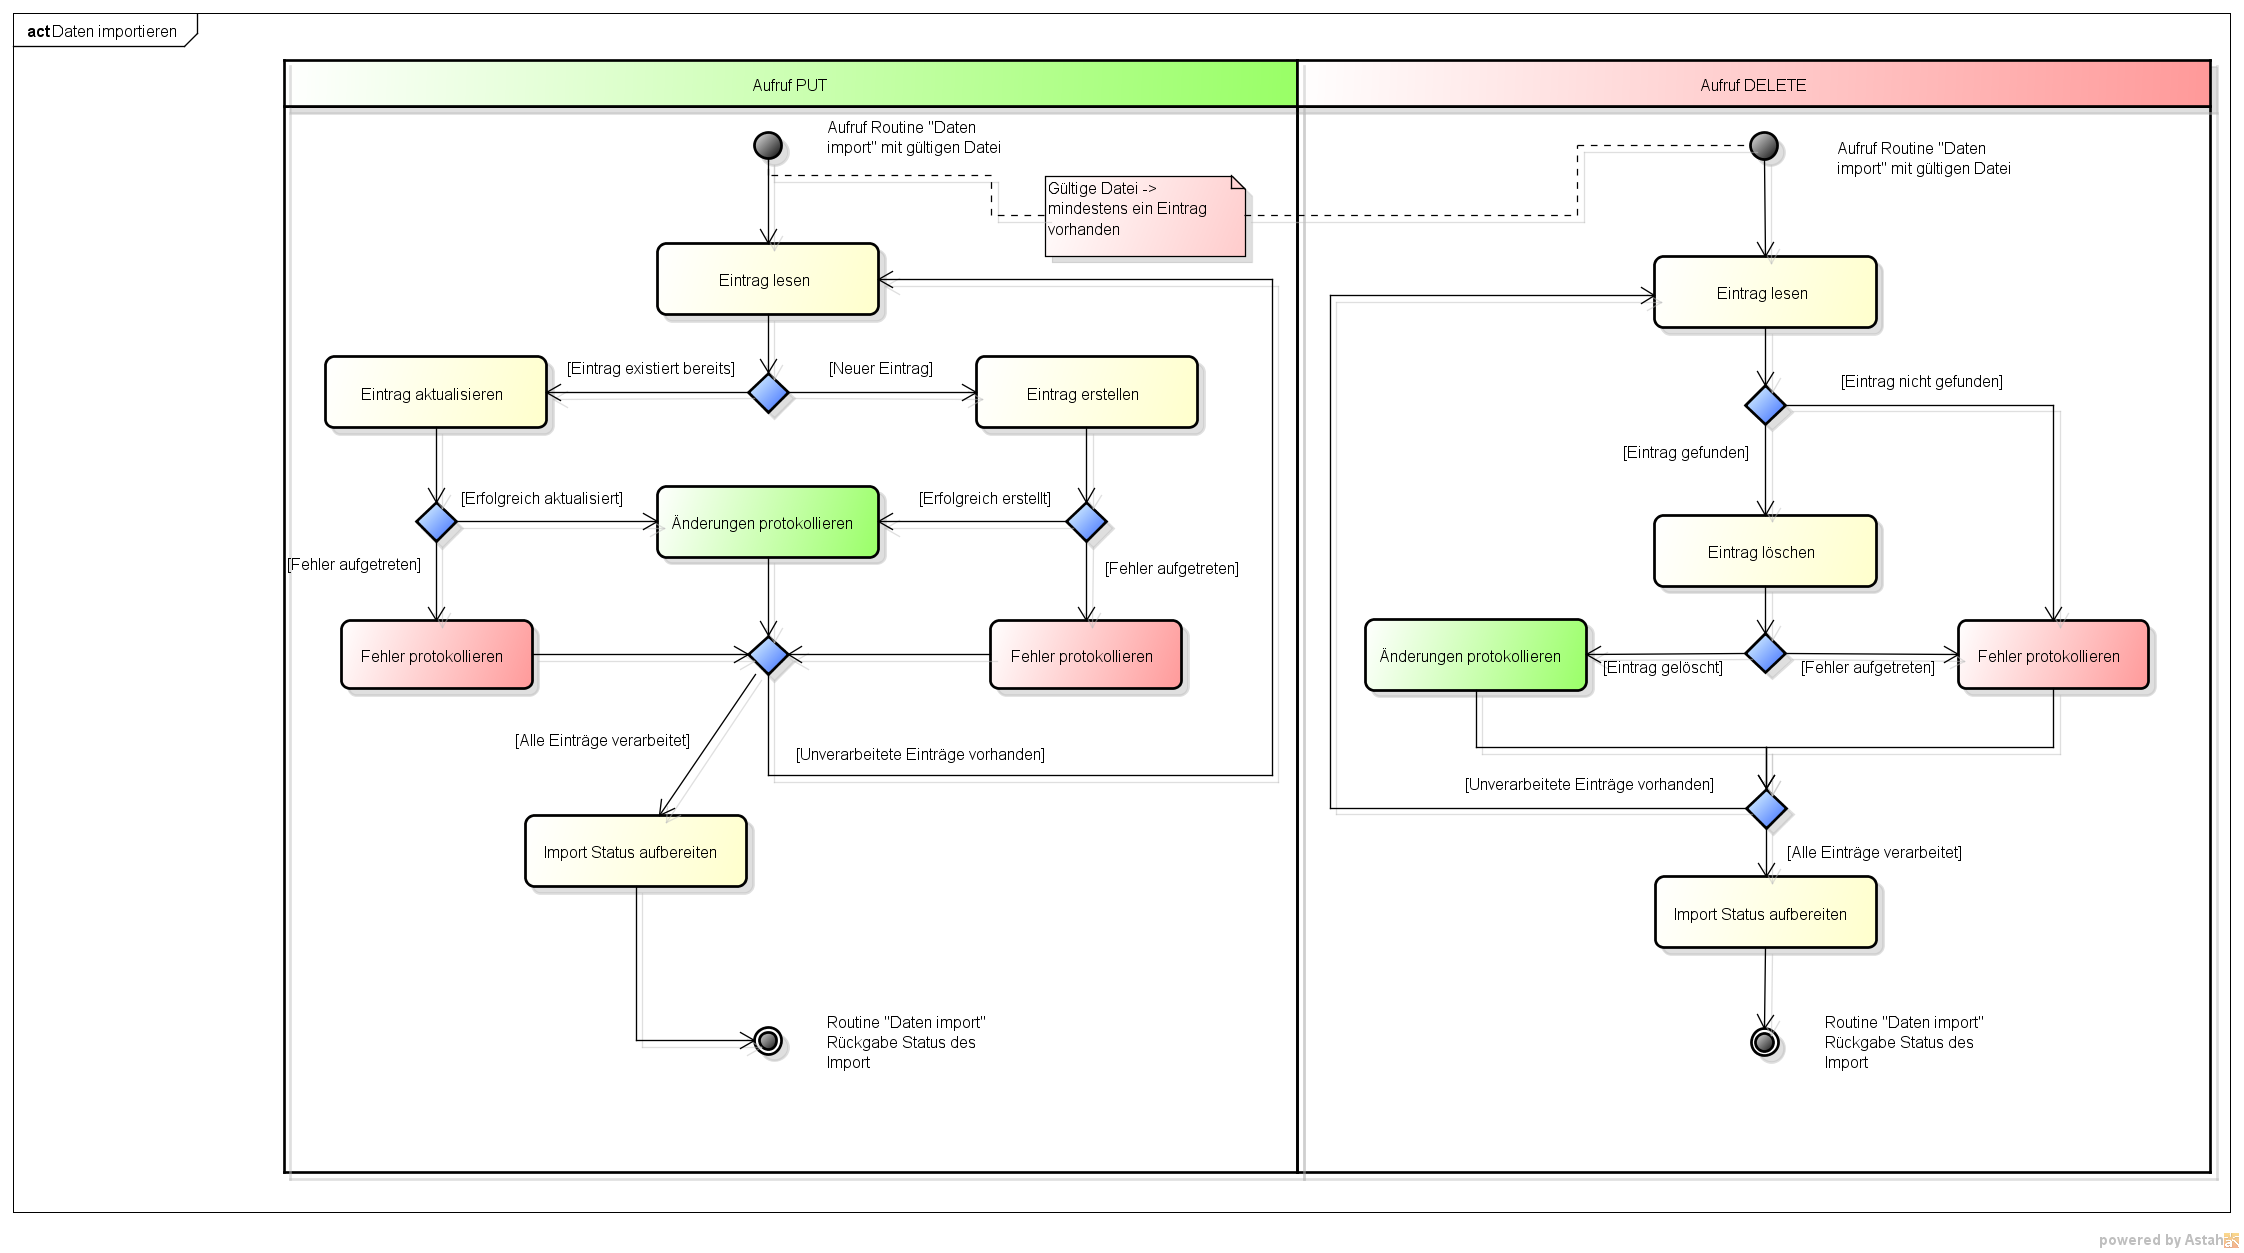 act Daten importieren
Aufruf PUT
Aufruf Routine "Daten
import" mit gültigen Datei
Gültige Datei ->
mindestens ein Eintrag
vorhanden
Eintrag lesen
[Eintrag existiert bereits]
[Neuer Eintrag]
Eintrag aktualisieren
Eintrag erstellen
[Erfolgreich aktualisiert]
Änderungen protokollieren
[Erfolgreich erstellt]
[Fehler aufgetreten]
[Fehler aufgetreten]
Fehler protokollieren
Fehler protokollieren
[Alle Einträge verarbeitet]
[Unverarbeitete Einträge vorhanden]
Import Status aufbereiten
Routine "Daten import"
Rückgabe Status des
Import
Aufruf DELETE
Aufruf Routine "Daten
import" mit gültigen Datei
Eintrag lesen
[Eintrag nicht gefunden]
[Eintrag gefunden]
Eintrag löschen
Änderungen protokollieren
[Eintrag gelöscht]
[Fehler aufgetreten]
Fehler protokollieren
[Unverarbeitete Einträge vorhanden]
[Alle Einträge verarbeitet]
Import Status aufbereiten
Routine "Daten import"
Rückgabe Status des
Import
powered by Astah